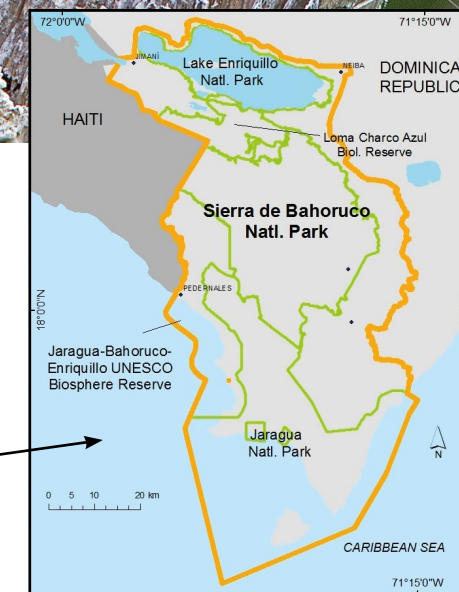 72°0'0"W
71°15'0"W
JIMANÍ
Lake Enriquillo
Natl. Park
NEIBA
DOMINICA
REPUBLIC
HAITI
Loma Charco Azul
Biol. Reserve
Sierra de Bahoruco
Natl. Park
PEDERNALES
18°0'0"N
Jaragua-Bahoruco-
Enriquillo UNESCO
Biosphere Reserve
Jaragua
Natl. Park
N
0 5 10 20 km
CARIBBEAN SEA
71°15'0"W